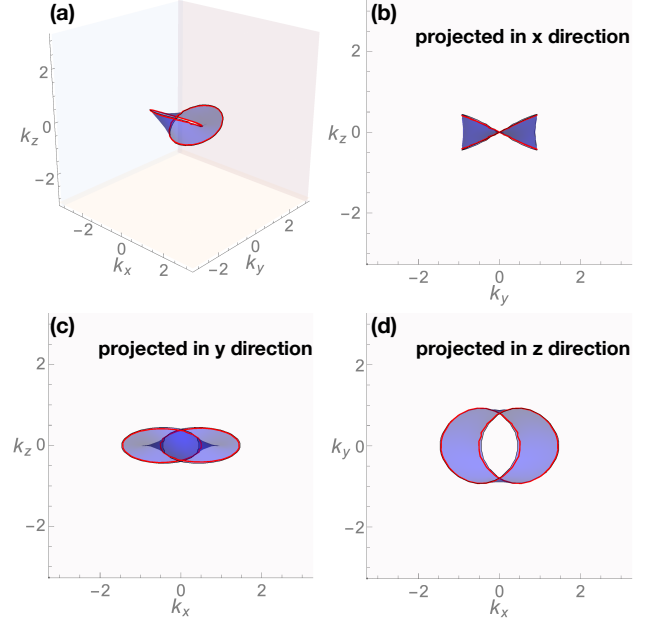 (a)
2
0
−2
k_z
−2
0
2
k_x
−2
0
2
k_y
(b)
projected in x direction
2
k_z 0
−2
−2 0 2
k_y
(c)
projected in y direction
2
k_z 0
−2
−2 0 2
k_x
(d)
projected in z direction
2
k_y 0
−2
−2 0 2
k_x